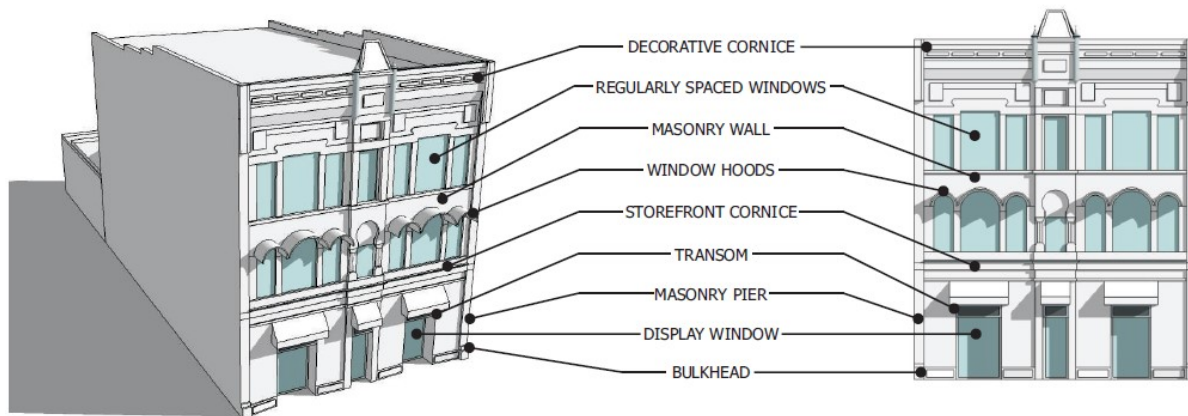 DECORATIVE CORNICE
REGULARLY SPACED WINDOWS
MASONRY WALL
WINDOW HOODS
STOREFRONT CORNICE
TRANSOM
MASONRY PIER
DISPLAY WINDOW
BULKHEAD